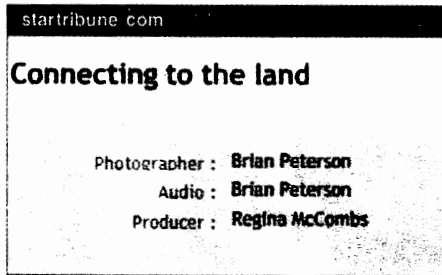 startribune com
Connecting to the land
Photographer : Brian Peterson
Audio : Brian Peterson
Producer : Regina McCombs